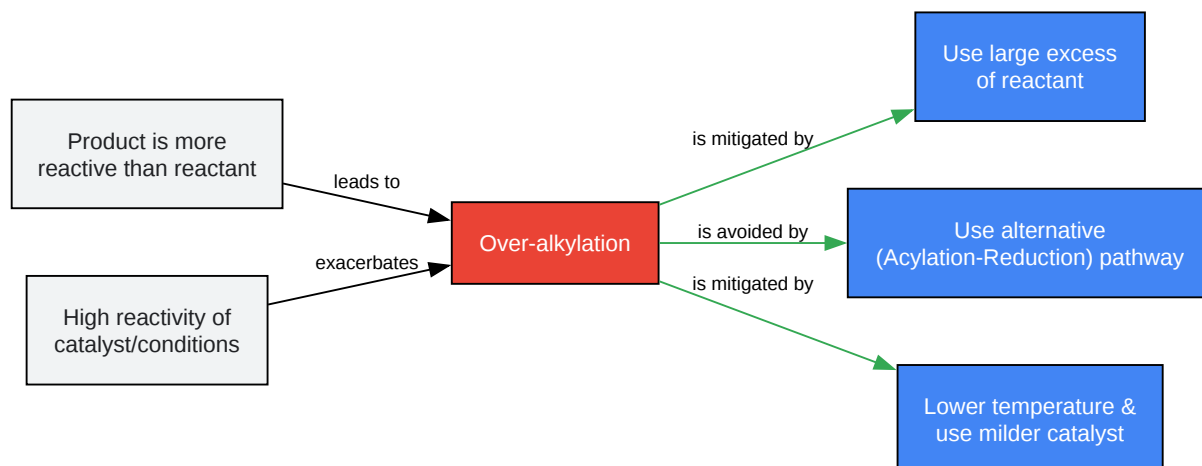 Product is more
reactive than reactant
High reactivity of
catalyst/conditions
leads to
exacerbates
Over-alkylation
is mitigated by
is avoided by
is mitigated by
Use large excess
of reactant
Use alternative
(Acylation-Reduction) pathway
Lower temperature &
use milder catalyst